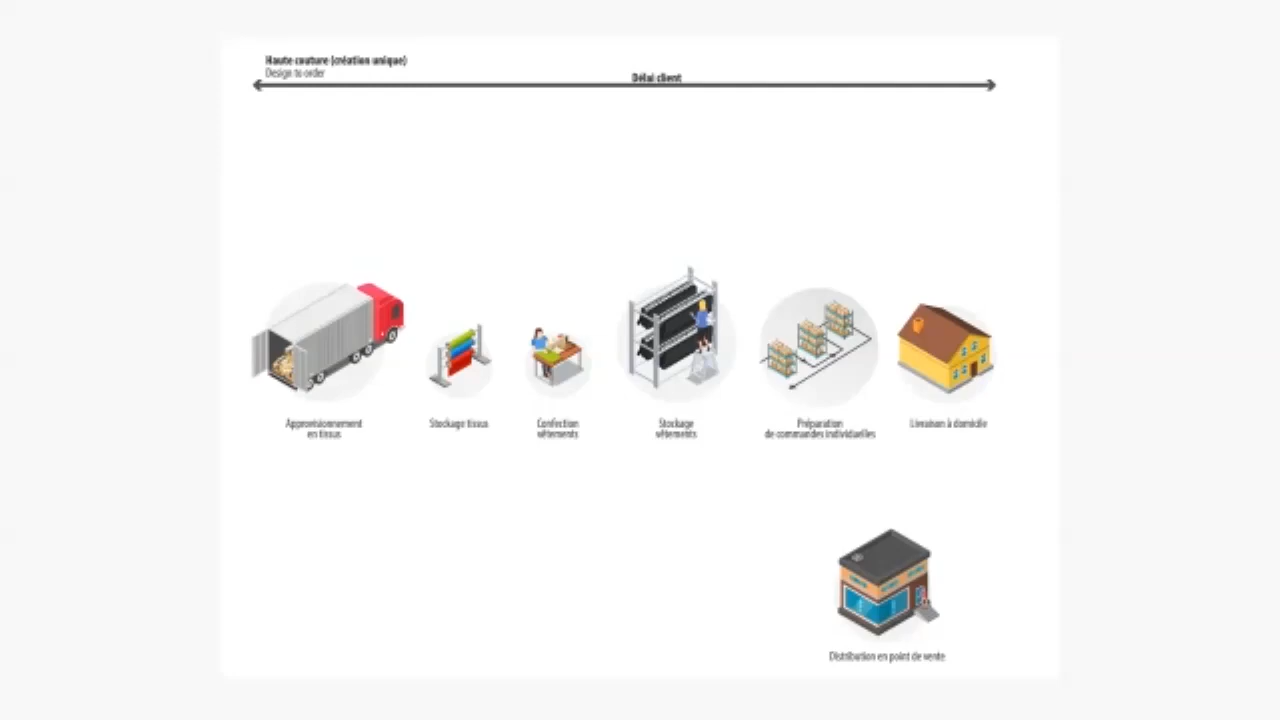 Haute couture (création unique)
Design to order
Délai client
Approvisionnement
en tissus
Stockage tissus
Confection
vêtements
Stockage
vêtements
Préparation
de commandes individuelles
Livraison à domicile
Distribution en point de vente